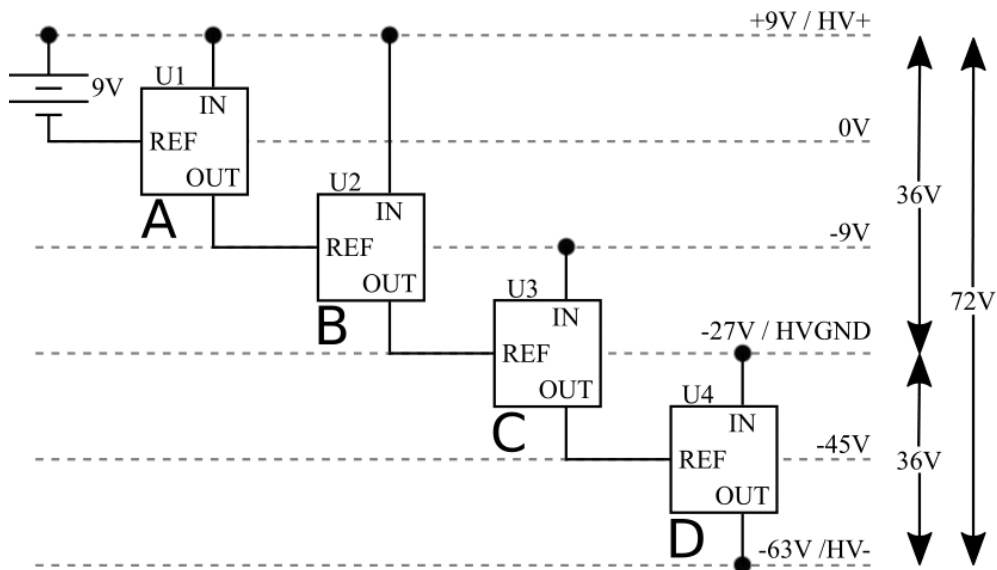 +9V / HV+
U1
9V
IN
REF
0V
OUT
A
U2
IN
36V
REF
-9V
OUT
B
U3
72V
IN
-27V / HVGND
REF
OUT
C
U4
IN
-45V
REF
36V
OUT
D
-63V /HV-